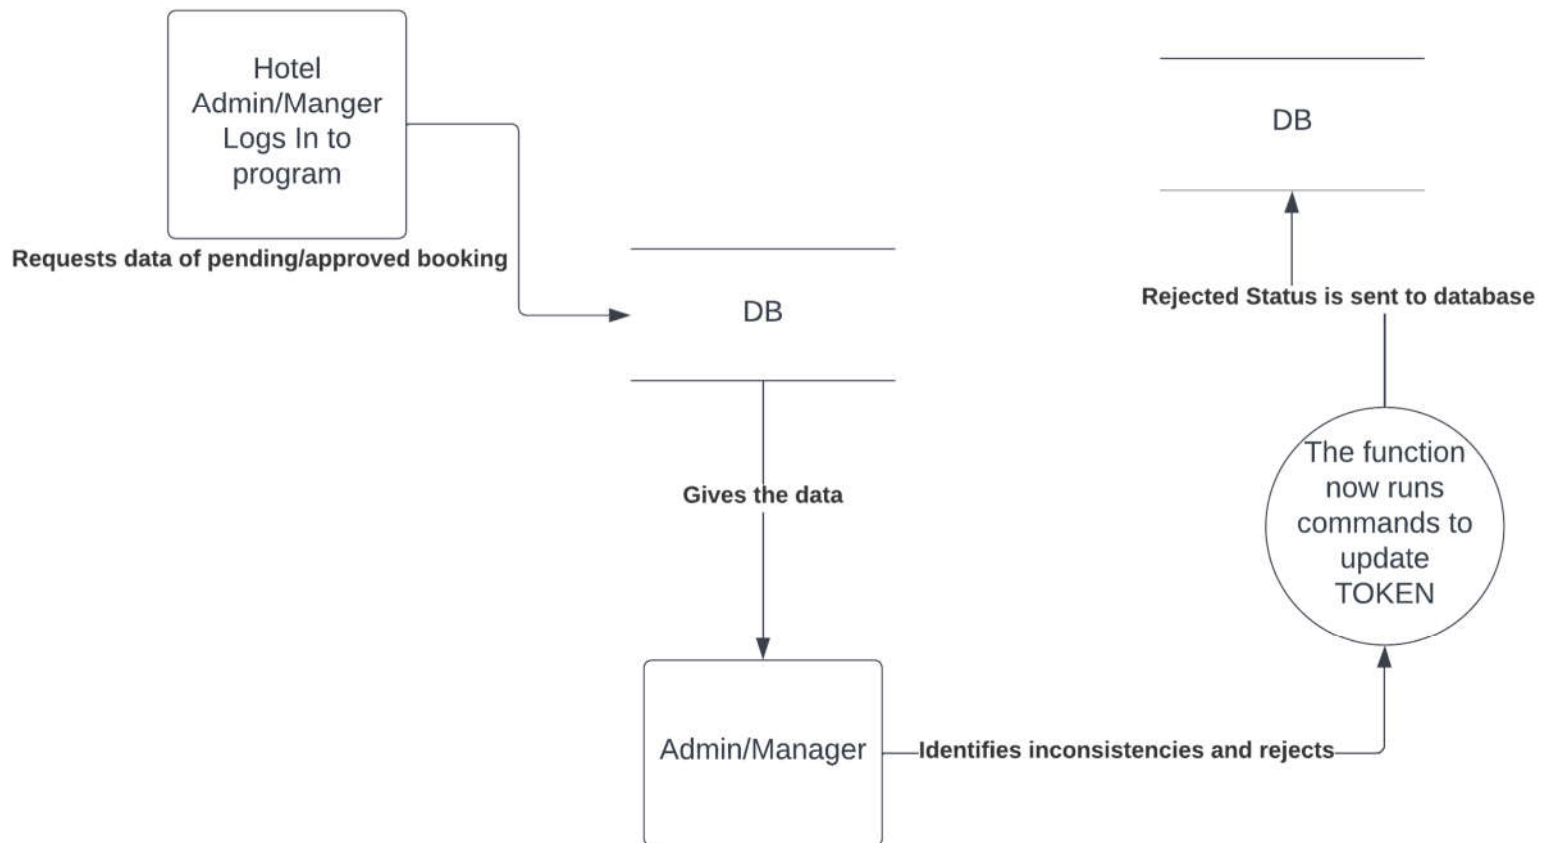 Hotel
Admin/Manger
Logs In to
program
Requests data of pending/approved booking
DB
Gives the data
Admin/Manager
Identifies inconsistencies and rejects
The function
now runs
commands to
update
TOKEN
Rejected Status is sent to database
DB